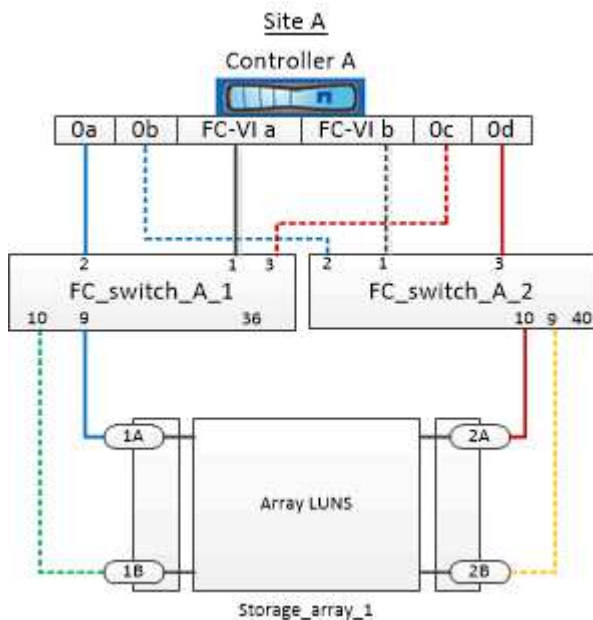 Site A
Controller A
n
0a 0b FC-VI a FC-VI b 0c 0d
2 1 3 2 1 3
FC_switch_A_1 FC_switch_A_2
10 9 36 10 9 40
1A 2A
Array LUNS
1B 2B
Storage_array_1